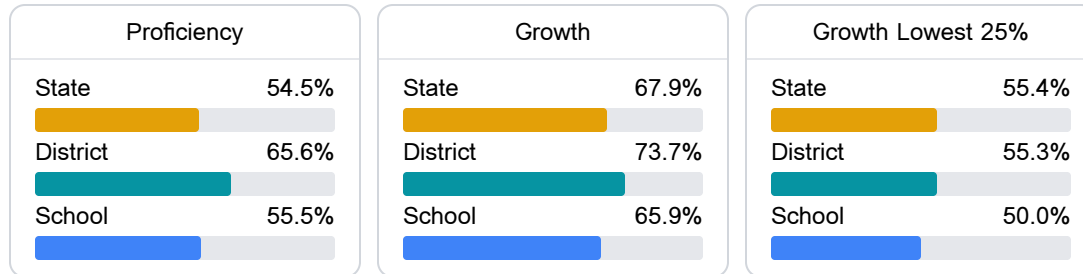 Proficiency
State 54.5%
District 65.6%
School 55.5%
Growth
State 67.9%
District 73.7%
School 65.9%
Growth Lowest 25%
State 55.4%
District 55.3%
School 50.0%